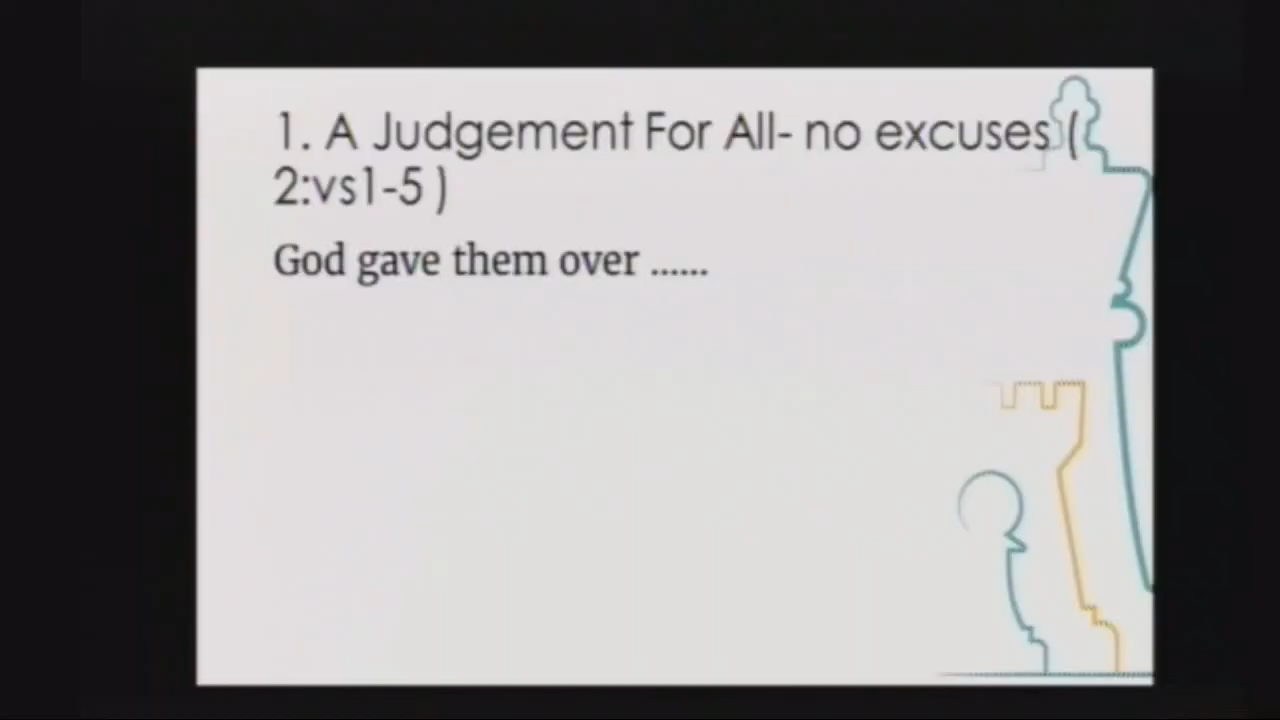 1. A Judgement For All- no excuses (
2:vs1-5 )
God gave them over ......